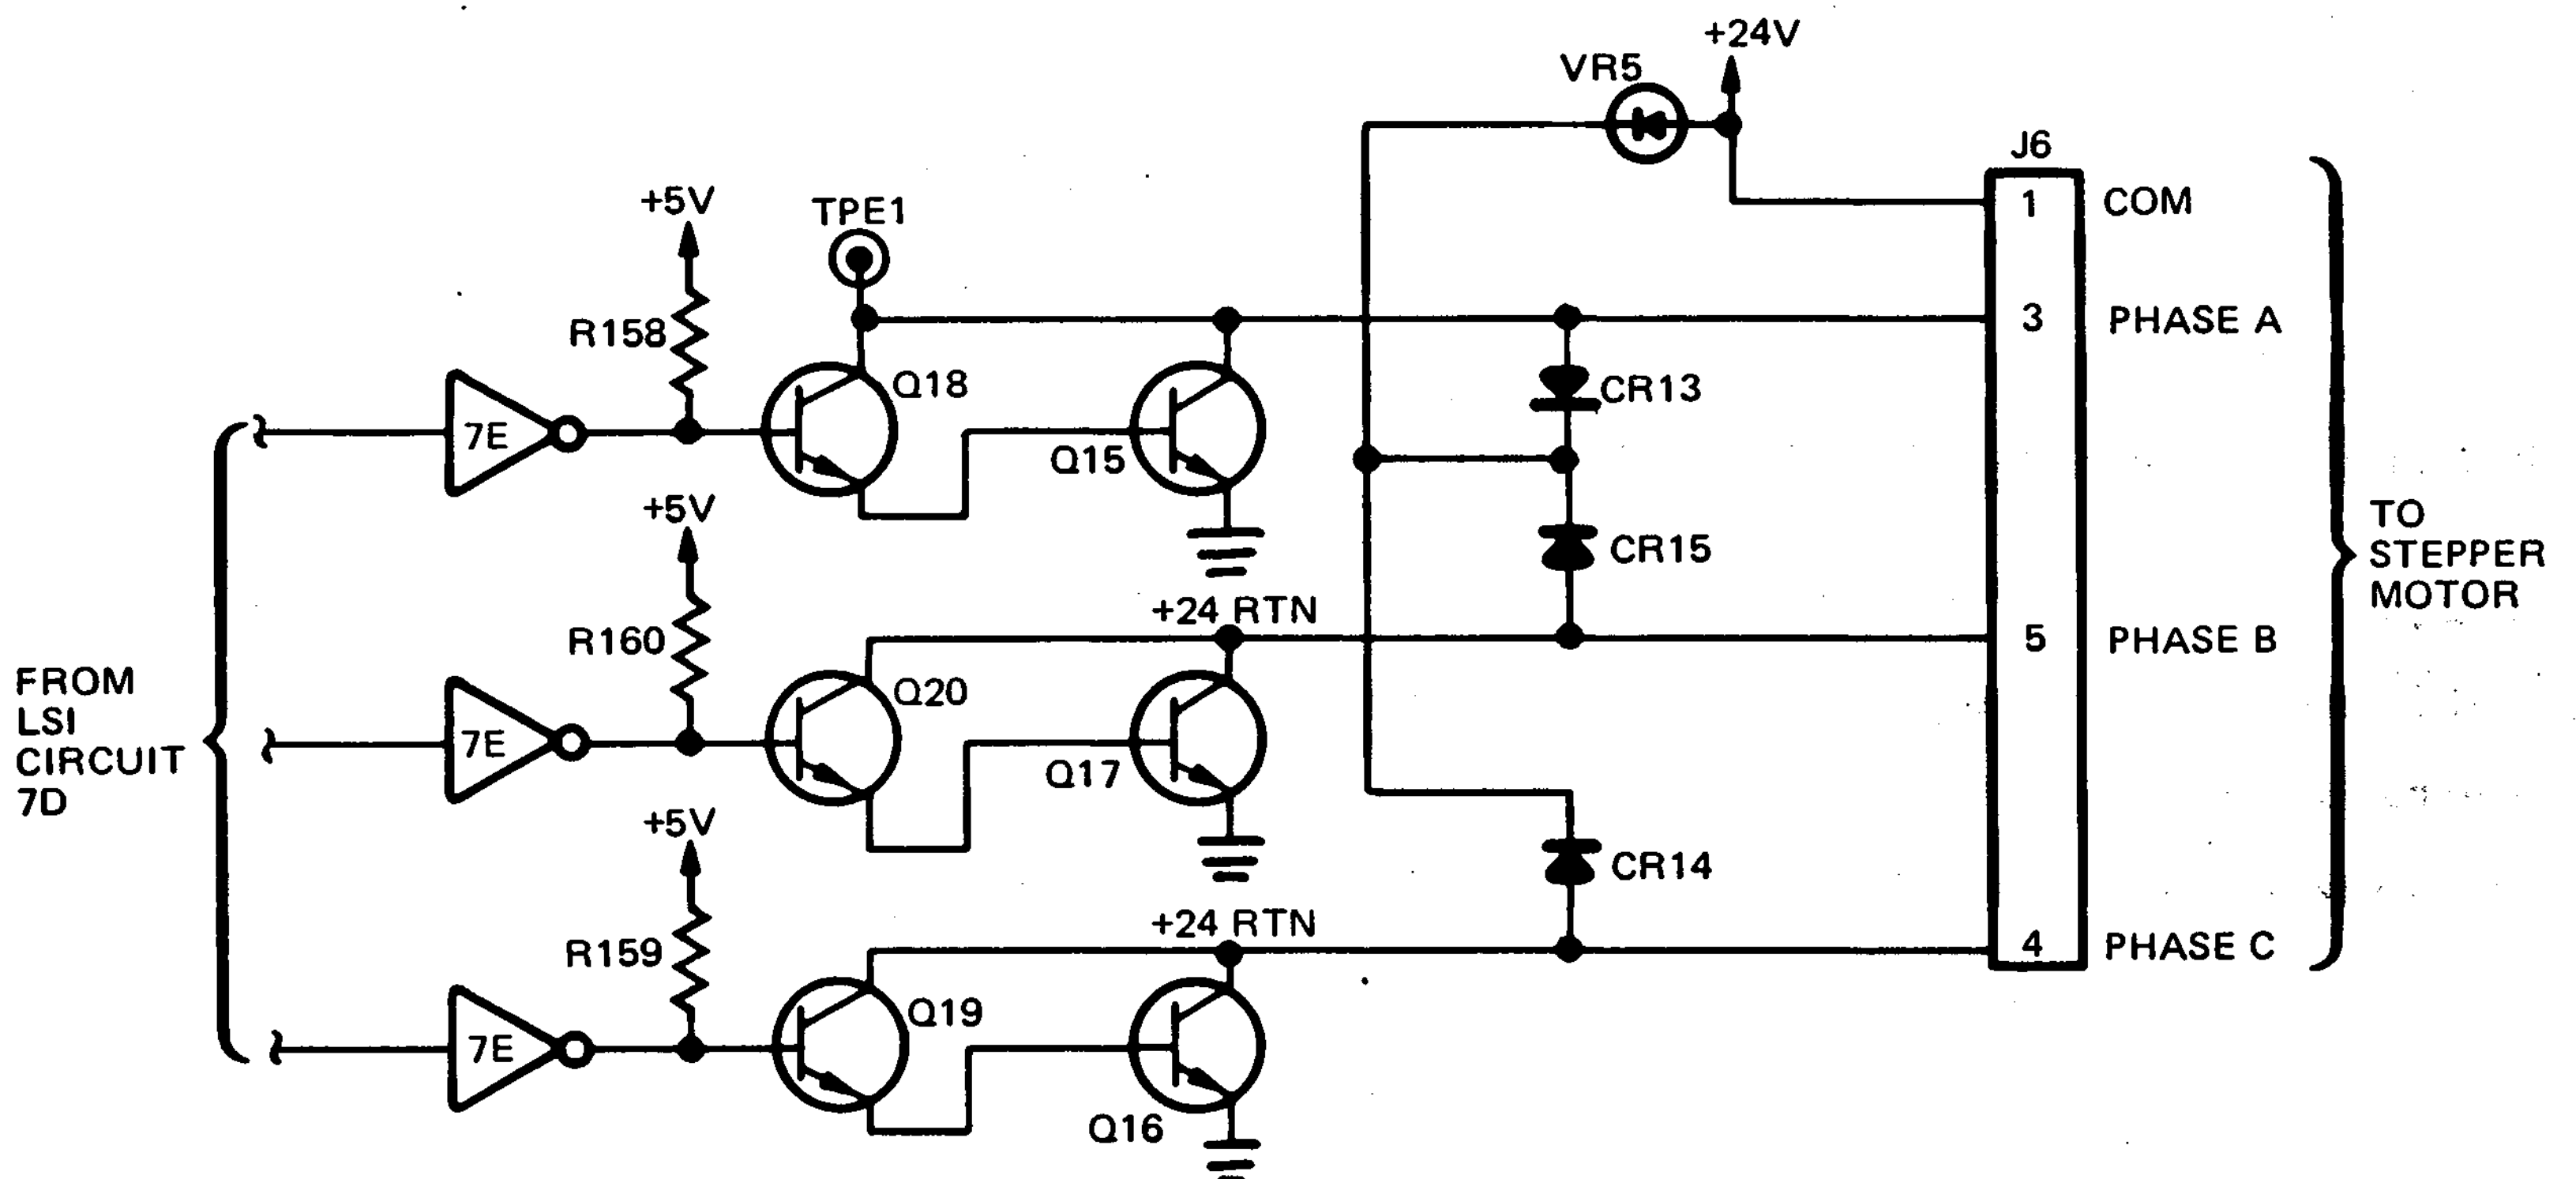 +24V
VR5
J6
+5V
TPE1
1 COM
R158
Q18
3 PHASE A
CR13
7E
Q15
+5V
CR15
TO
STEPPER
MOTOR
+24 RTN
R160
5 PHASE B
FROM
LSI
CIRCUIT
7D
Q20
7E
Q17
+5V
CR14
+24 RTN
R159
4 PHASE C
Q19
7E
Q16